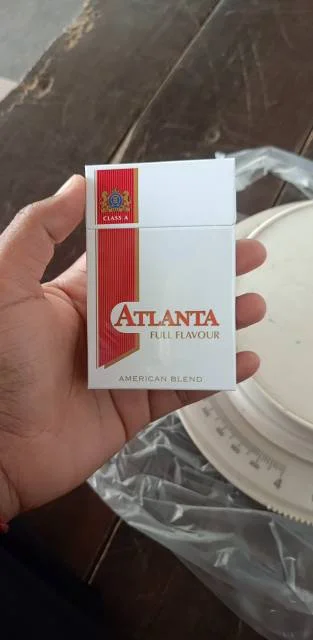 CLASS A
ATLANTA
FULL FLAVOUR
AMERICAN BLEND